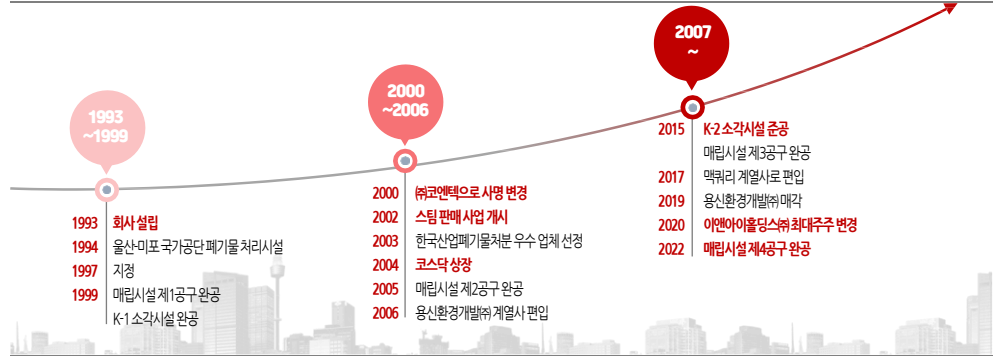 1993
~1999
1993 회사 설립
1994 울산·미포 국가공단 폐기물 처리시설
1997 지정
1999 매립시설 제1공구 완공
K-1 소각시설 완공
2000
~2006
2000 ㈜코엔텍으로 사명 변경
2002 스팀 판매 사업 개시
2003 한국산업폐기물처분 우수 업체 선정
2004 코스닥 상장
2005 매립시설 제2공구 완공
2006 용신환경개발㈜ 계열사 편입
2007
~
2015 K-2 소각시설 준공
매립시설 제3공구 완공
2017 맥쿼리 계열사로 편입
2019 용신환경개발㈜ 매각
2020 이앤아이홀딩스㈜ 최대주주 변경
2022 매립시설 제4공구 완공